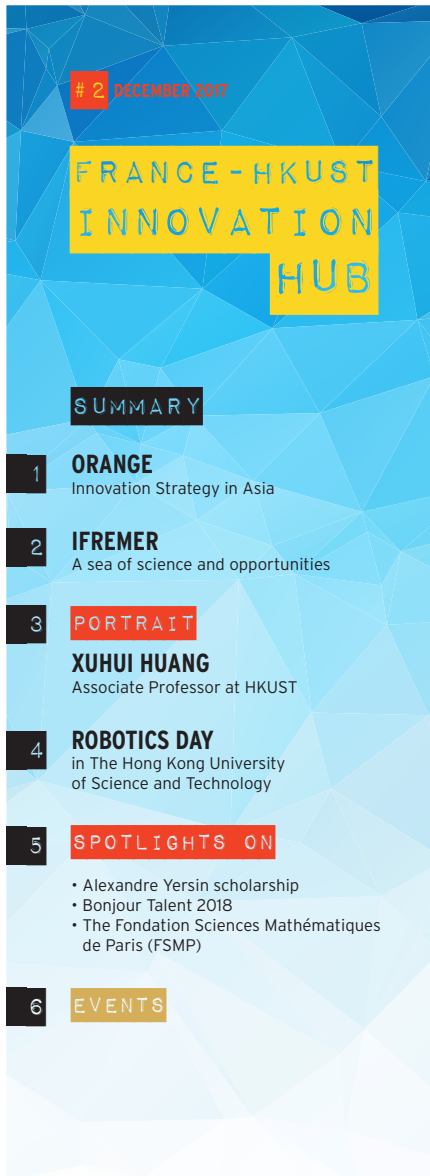 # 2 DECEMBER 2017
FRANCE-HKUST
INNOVATION
HUB
SUMMARY
1 ORANGE
Innovation Strategy in Asia
2 IFREMER
A sea of science and opportunities
3 PORTRAIT
XUHUI HUANG
Associate Professor at HKUST
4 ROBOTICS DAY
in The Hong Kong University
of Science and Technology
5 SPOTLIGHTS ON
• Alexandre Yersin scholarship
• Bonjour Talent 2018
• The Fondation Sciences Mathématiques
de Paris (FSMP)
6 EVENTS